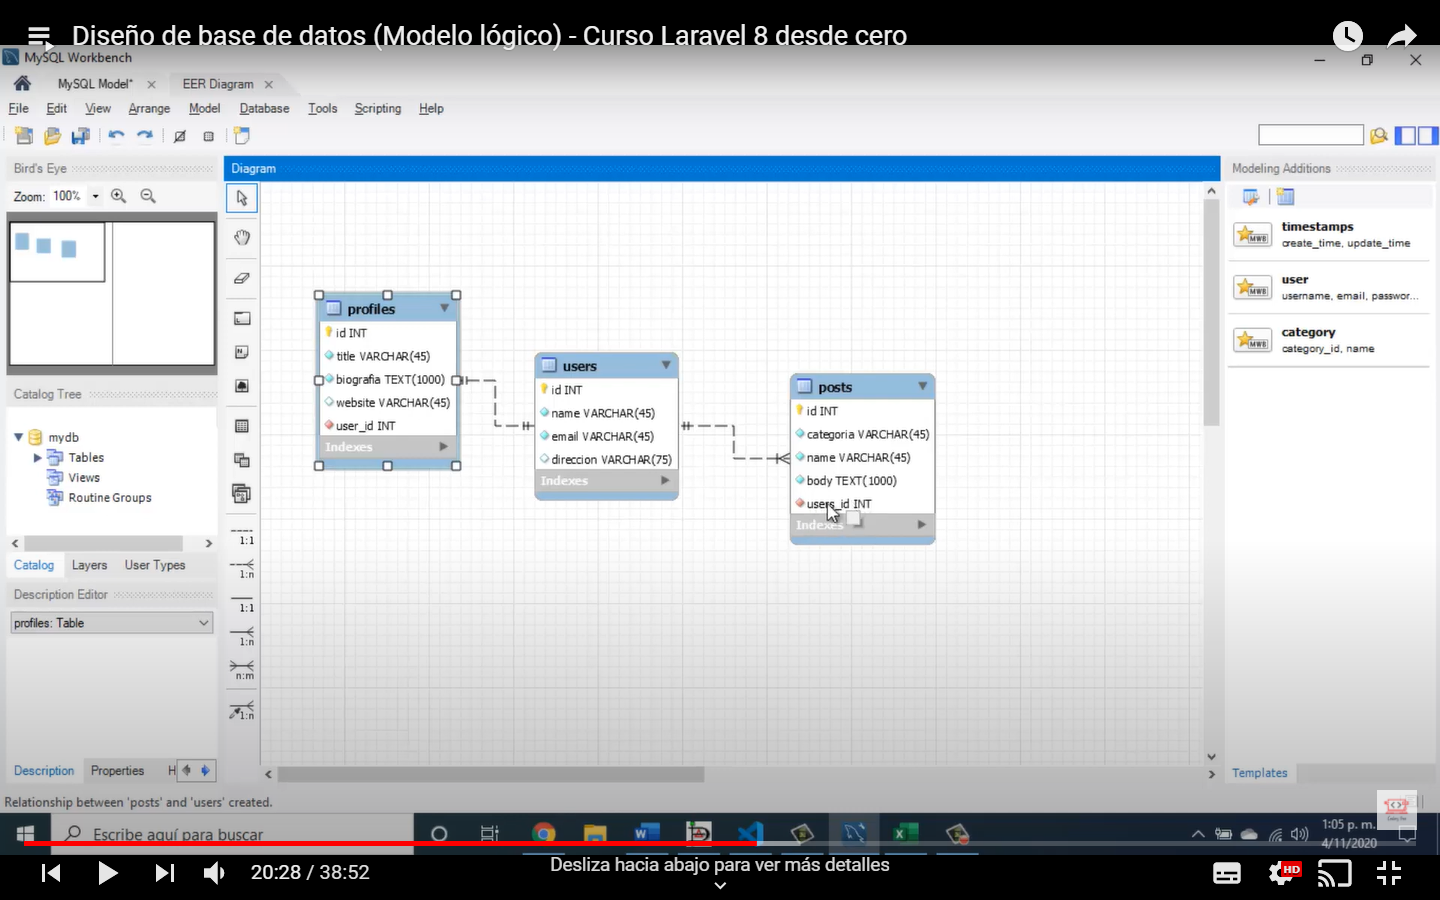 Diseño de base de datos (Modelo lógico) - Curso Laravel 8 desde cero
MySQL Workbench
MySQL Model* EER Diagram
File Edit View Arrange Model Database Tools Scripting Help
Bird's Eye
Zoom: 100%
Diagram
Modeling Additions
timestamps
create_time, update_time
user
username, email, passwor...
category
category_id, name
profiles
id INT
title VARCHAR(45)
biografia TEXT(1000)
website VARCHAR(45)
user_id INT
Indexes
users
id INT
name VARCHAR(45)
email VARCHAR(45)
direccion VARCHAR(75)
Indexes
posts
id INT
categoria VARCHAR(45)
name VARCHAR(45)
body TEXT(1000)
users_id INT
Indexes
Catalog Tree
mydb
Tables
Views
Routine Groups
Catalog Layers User Types
Description Editor
profiles: Table
1:1
1:n
1:1
1:n
n:m
1:n
Description Properties H
Templates
Relationship between 'posts' and 'users' created.
Escribe aquí para buscar
1:05 p. m.
4/11/2020
20:28 / 38:52
Desliza hacia abajo para ver más detalles
HD